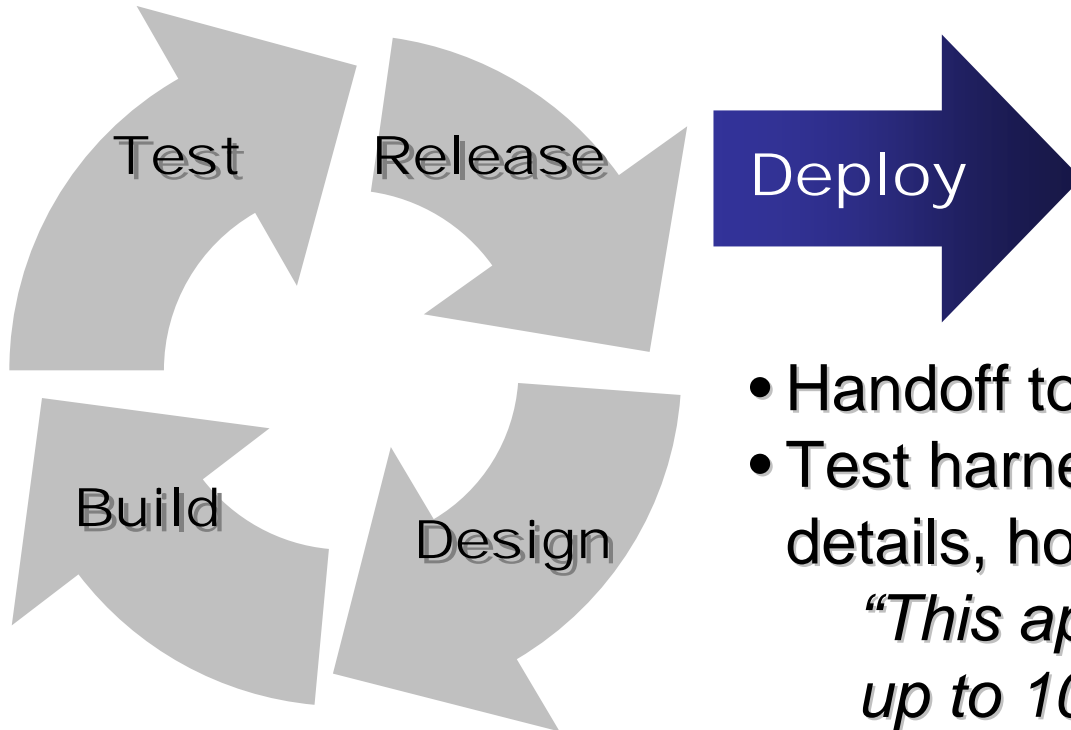 Test
Release
Deploy
Build
Design
• Handoff to
• Test harne
details, ho
“This ap
up to 10